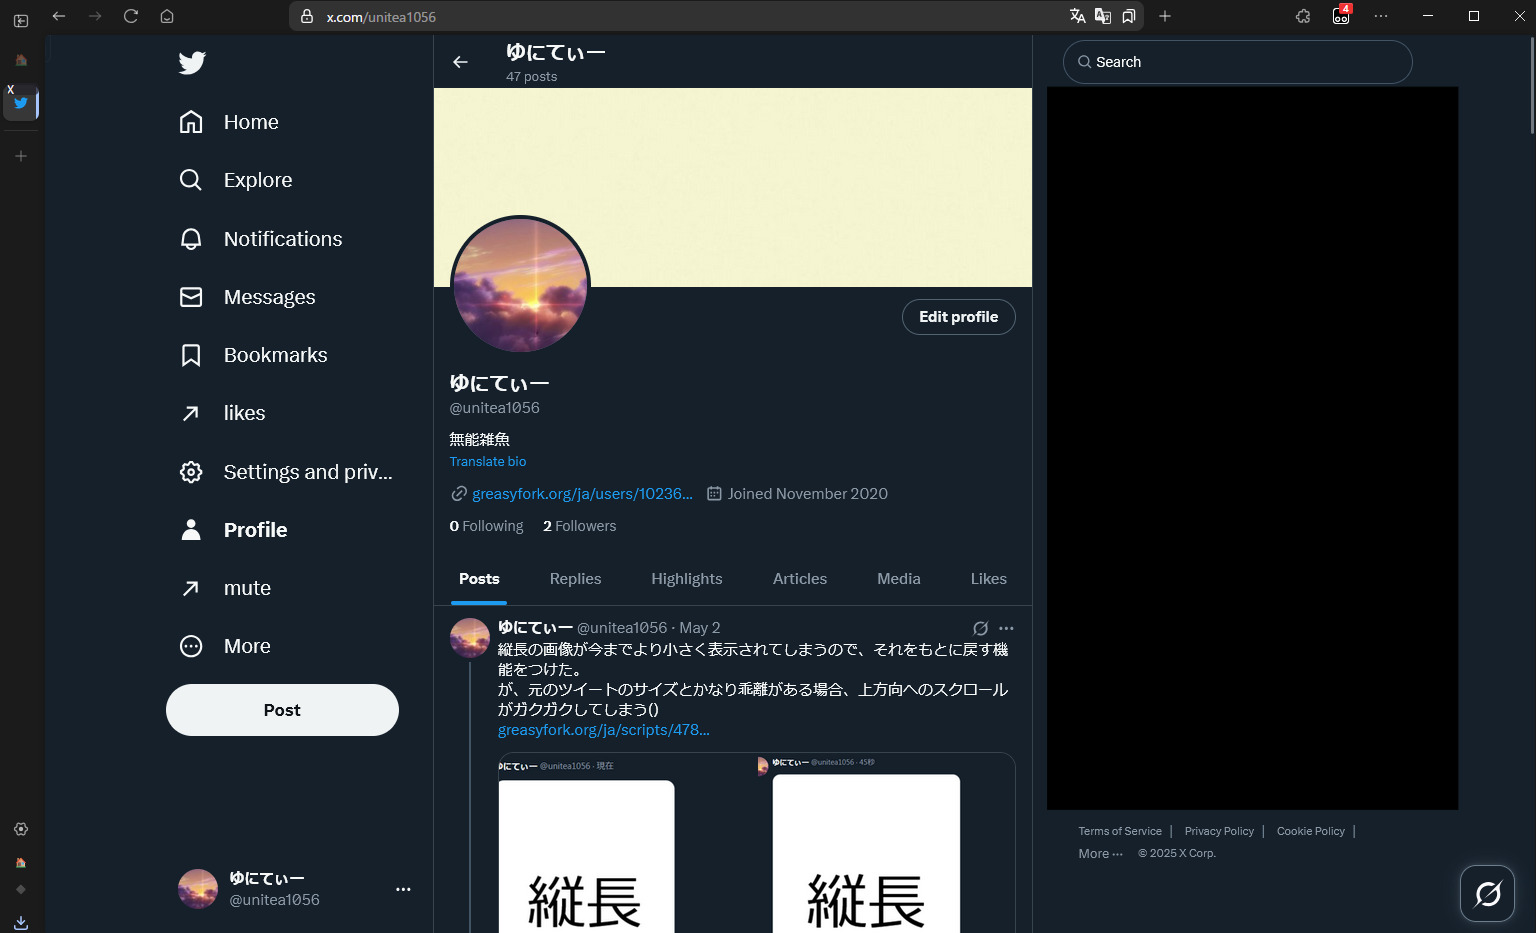 x.com/unitea1056
4
X
Home
Explore
Notifications
Messages
Bookmarks
likes
Settings and priv...
Profile
mute
More
Post
ゆにてぃー
@unitea1056
ゆにてぃー
47 posts
Edit profile
ゆにてぃー
@unitea1056
無能雑魚
Translate bio
greasyfork.org/ja/users/10236... Joined November 2020
0 Following 2 Followers
Posts Replies Highlights Articles Media Likes
ゆにてぃー @unitea1056 · May 2
縦長の画像が今までより小さく表示されてしまうので、それをもとに戻す機
能をつけた。
が、元のツイートのサイズとかなり乖離がある場合、上方向へのスクロール
がガクガクしてしまう()
greasyfork.org/ja/scripts/478...
ゆにてぃー @unitea1056 · 現在
縦長
ゆにてぃー @unitea1056 · 45秒
縦長
Search
Terms of Service | Privacy Policy | Cookie Policy |
More ··· © 2025 X Corp.